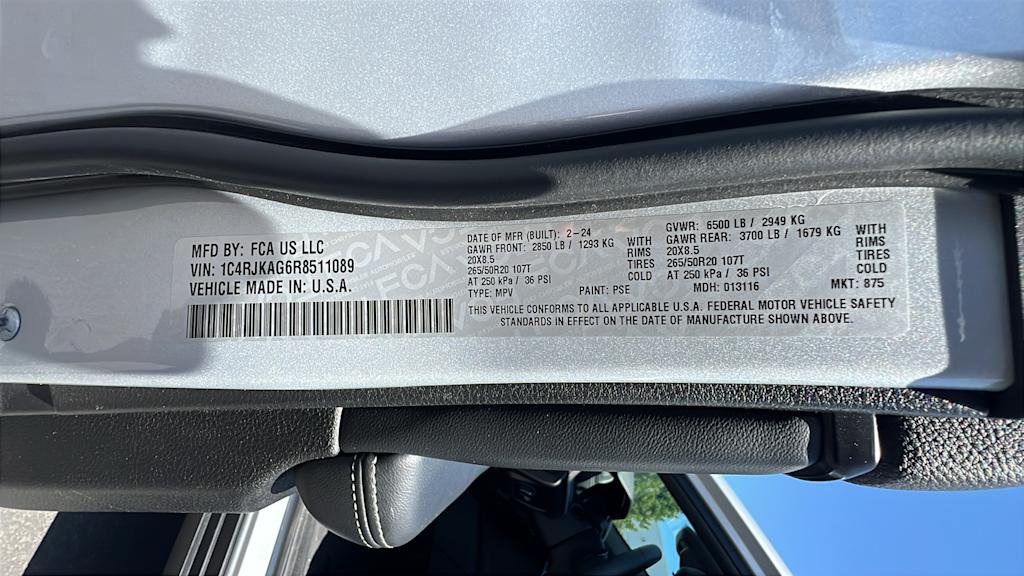 MFD BY: FCA US LLC
VIN: 1C4RJKAG6R8511089
VEHICLE MADE IN: U.S.A.
DATE OF MFR (BUILT): 2-24
GAWR FRONT: 2850 LB / 1293 KG WITH
20X8.5 RIMS
265/50R20 107T TIRES
AT 250 KPA / 36 PSI COLD
TYPE: MPV PAINT: PSE
GVWR: 6500 LB / 2949 KG
GAWR REAR: 3700 LB / 1679 KG WITH
20X8.5 RIMS
265/50R20 107T TIRES
AT 250 KPA / 36 PSI COLD
MDH: 013116 MKT: 875
THIS VEHICLE CONFORMS TO ALL APPLICABLE U.S.A. FEDERAL MOTOR VEHICLE SAFETY
STANDARDS IN EFFECT ON THE DATE OF MANUFACTURE SHOWN ABOVE.